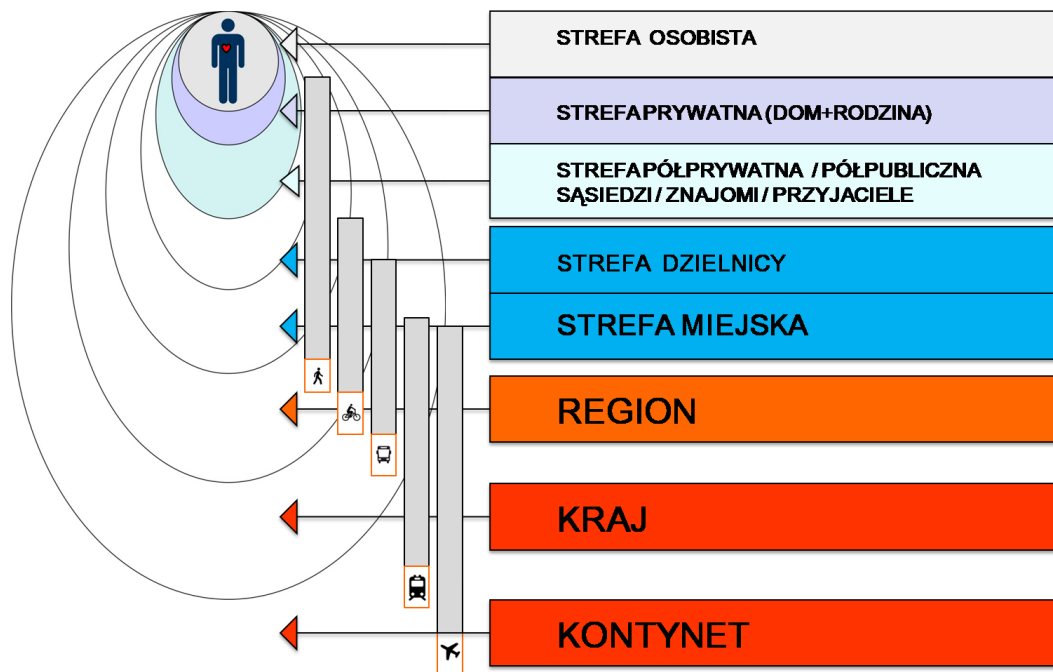 STREFA OSOBISTA
STREFA PRYWATNA (DOM+RODZINA)
STREFA PÓŁPRYWATNA / PÓŁPUBLICZNA
SĄSIEDZI / ZNAJOMI / PRZYJACIELE
STREFA DZIELNICY
STREFA MIEJSKA
REGION
KRAJ
KONTYNET